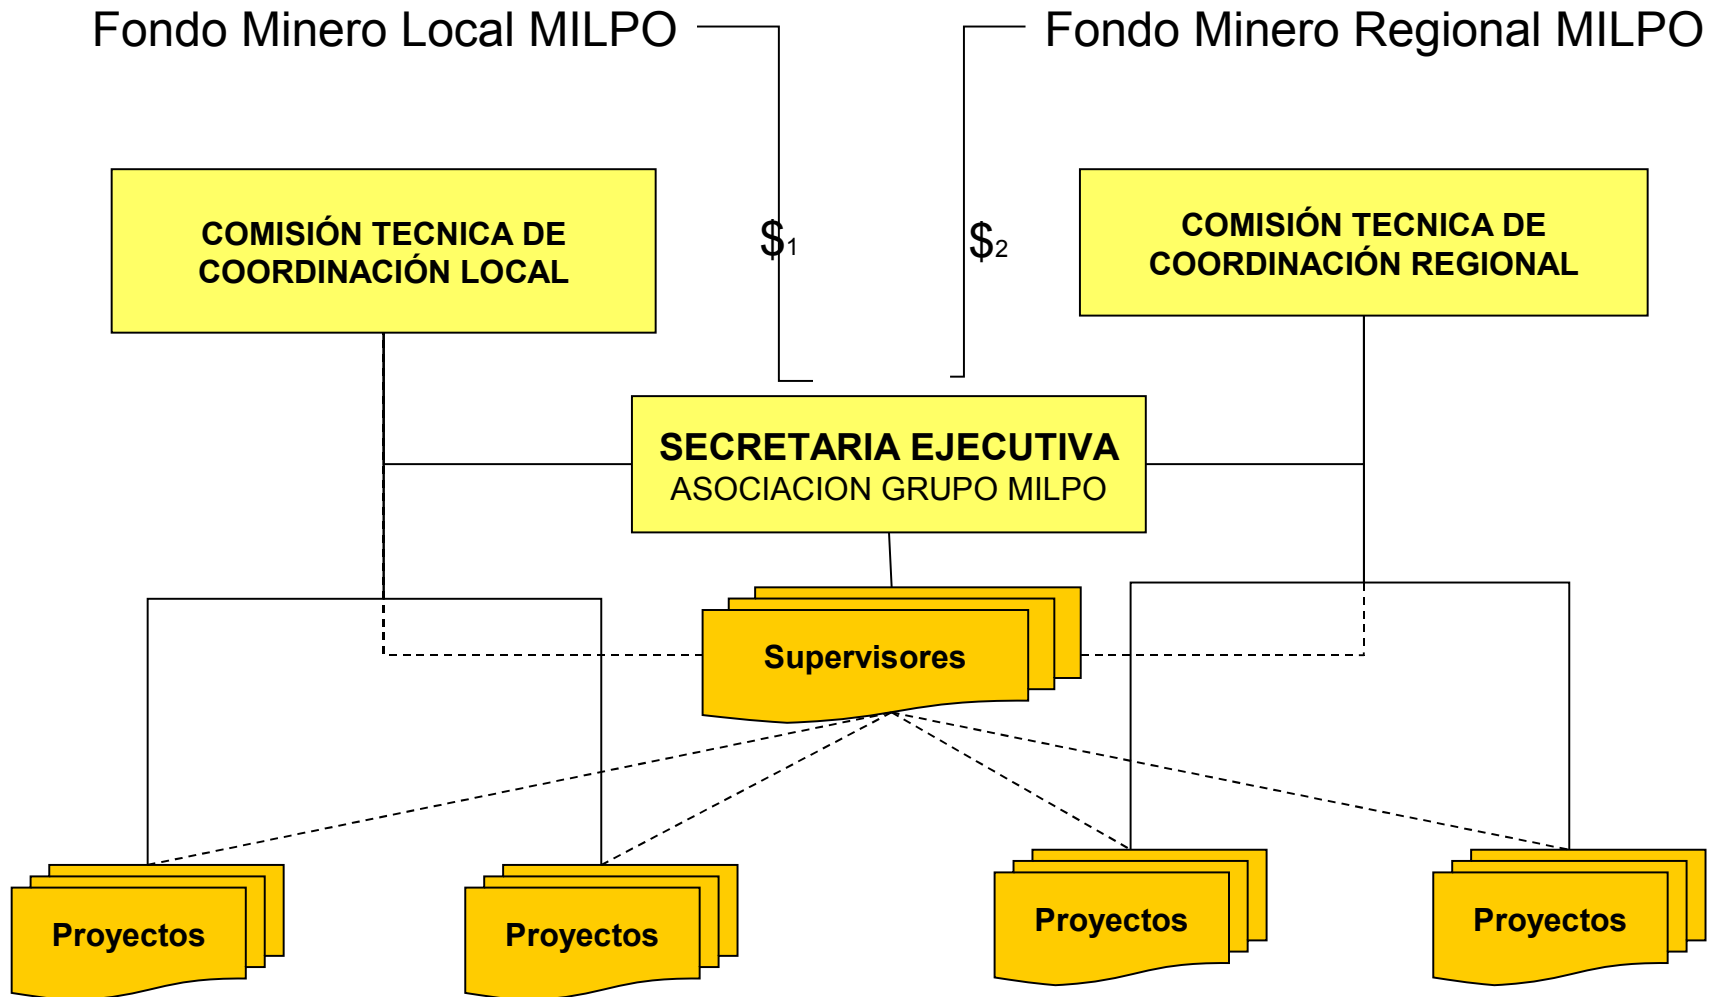 Fondo Minero Local MILPO
Fondo Minero Regional MILPO
COMISIÓN TECNICA DE
COORDINACIÓN LOCAL
$1
$2
COMISIÓN TECNICA DE
COORDINACIÓN REGIONAL
SECRETARIA EJECUTIVA
ASOCIACION GRUPO MILPO
Supervisores
Proyectos
Proyectos
Proyectos
Proyectos